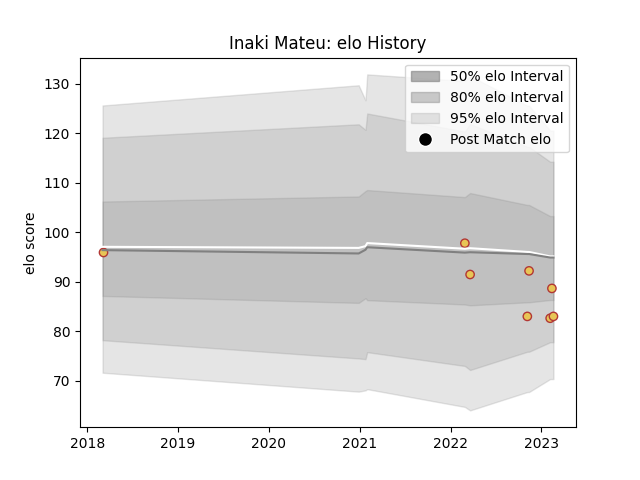 Inaki Mateu: elo History
50% elo Interval
80% elo Interval
95% elo Interval
Post Match elo
elo score
130
120
110
100
90
80
70
2018
2019
2020
2021
2022
2023